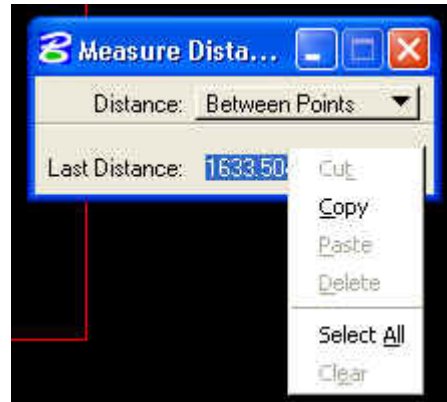 Measure Dista...
Distance: Between Points
Last Distance: 1633.50
Cut
Copy
Paste
Delete
Select All
Clear